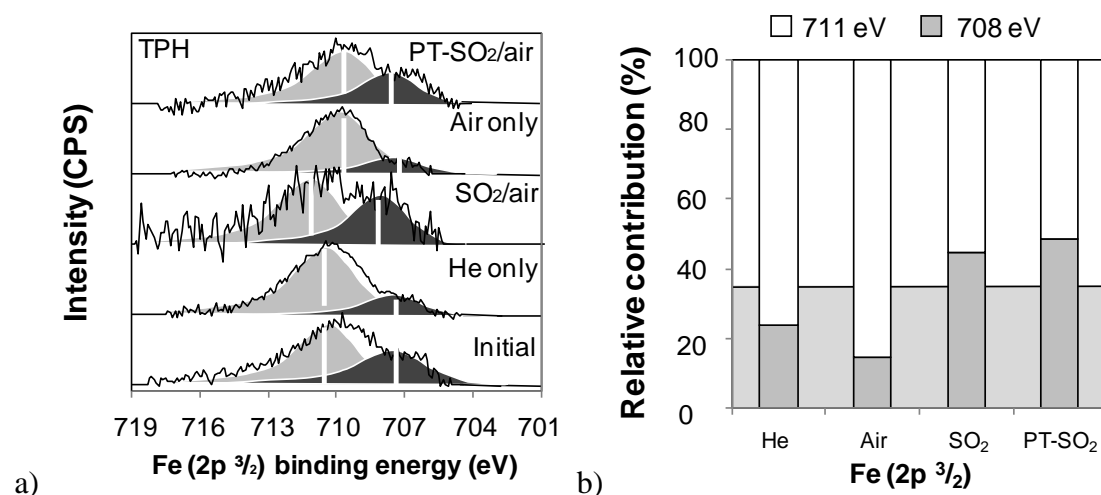 TPH
PT-SO₂/air
Air only
SO₂/air
He only
Initial
Intensity (CPS)
719 716 713 710 707 704 701
Fe (2p ³/₂) binding energy (eV)
a)
711 eV 708 eV
Relative contribution (%)
100
80
60
40
20
0
He Air SO₂ PT-SO₂
Fe (2p ³/₂)
b)